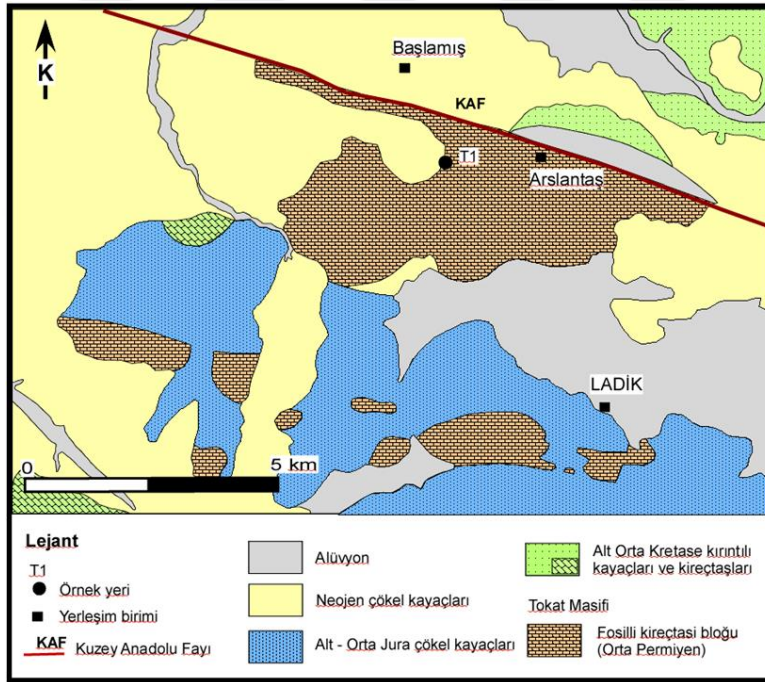 K
Başlamış
KAF
T1
Arslantaş
LADİK
0
5 km
Lejant
T1
Örnek yeri
Yerleşim birimi
KAF Kuzey Anadolu Fayı
Alüvyon
Neojen çökel kayaçları
Alt - Orta Jura çökel kayaçları
Alt Orta Kretase kırıntılı
kayaçları ve kireçtaşları
Tokat Masifi
Fosilli kireçtasi bloğu
(Orta Permiyen)